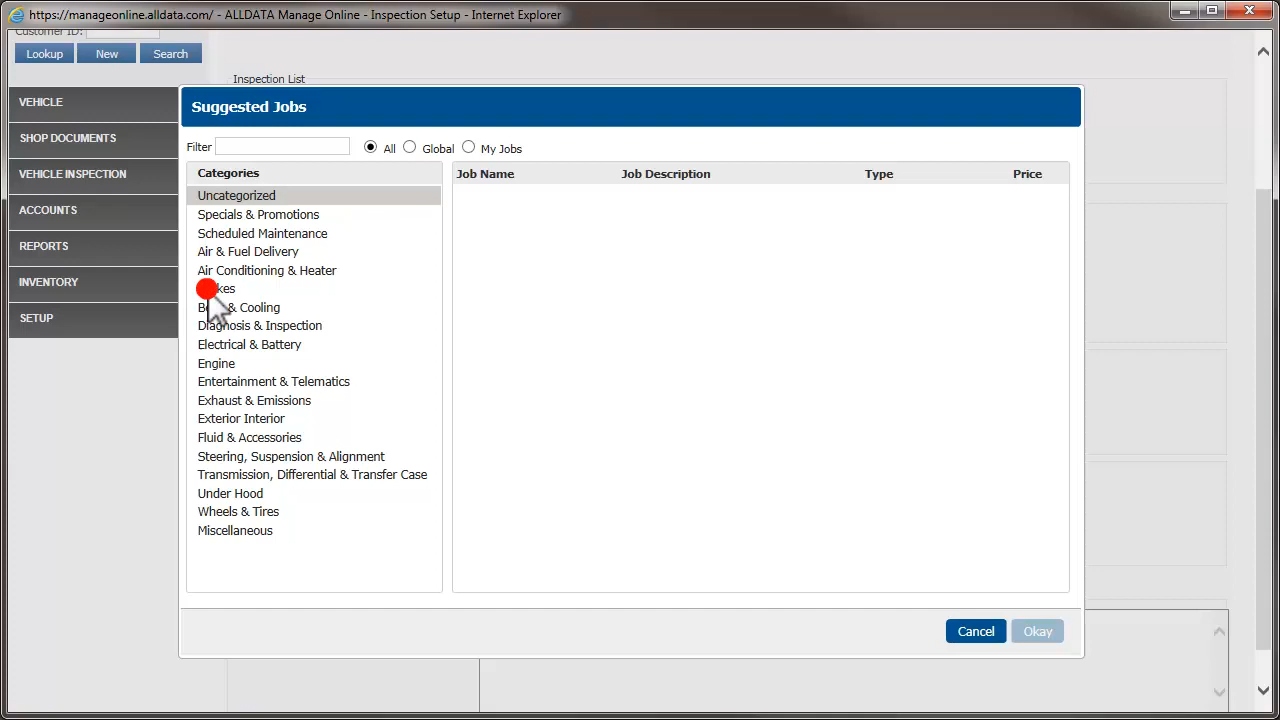 https://manageonline.alldata.com/ - ALLDATA Manage Online - Inspection Setup - Internet Explorer
Customer ID:
Lookup New Search
Inspection List
VEHICLE
SHOP DOCUMENTS
VEHICLE INSPECTION
ACCOUNTS
REPORTS
INVENTORY
SETUP
Suggested Jobs
Filter All Global My Jobs
Categories
Uncategorized
Specials & Promotions
Scheduled Maintenance
Air & Fuel Delivery
Air Conditioning & Heater
kes
& Cooling
Diagnosis & Inspection
Electrical & Battery
Engine
Entertainment & Telematics
Exhaust & Emissions
Exterior Interior
Fluid & Accessories
Steering, Suspension & Alignment
Transmission, Differential & Transfer Case
Under Hood
Wheels & Tires
Miscellaneous
Job Name Job Description Type Price
Cancel Okay